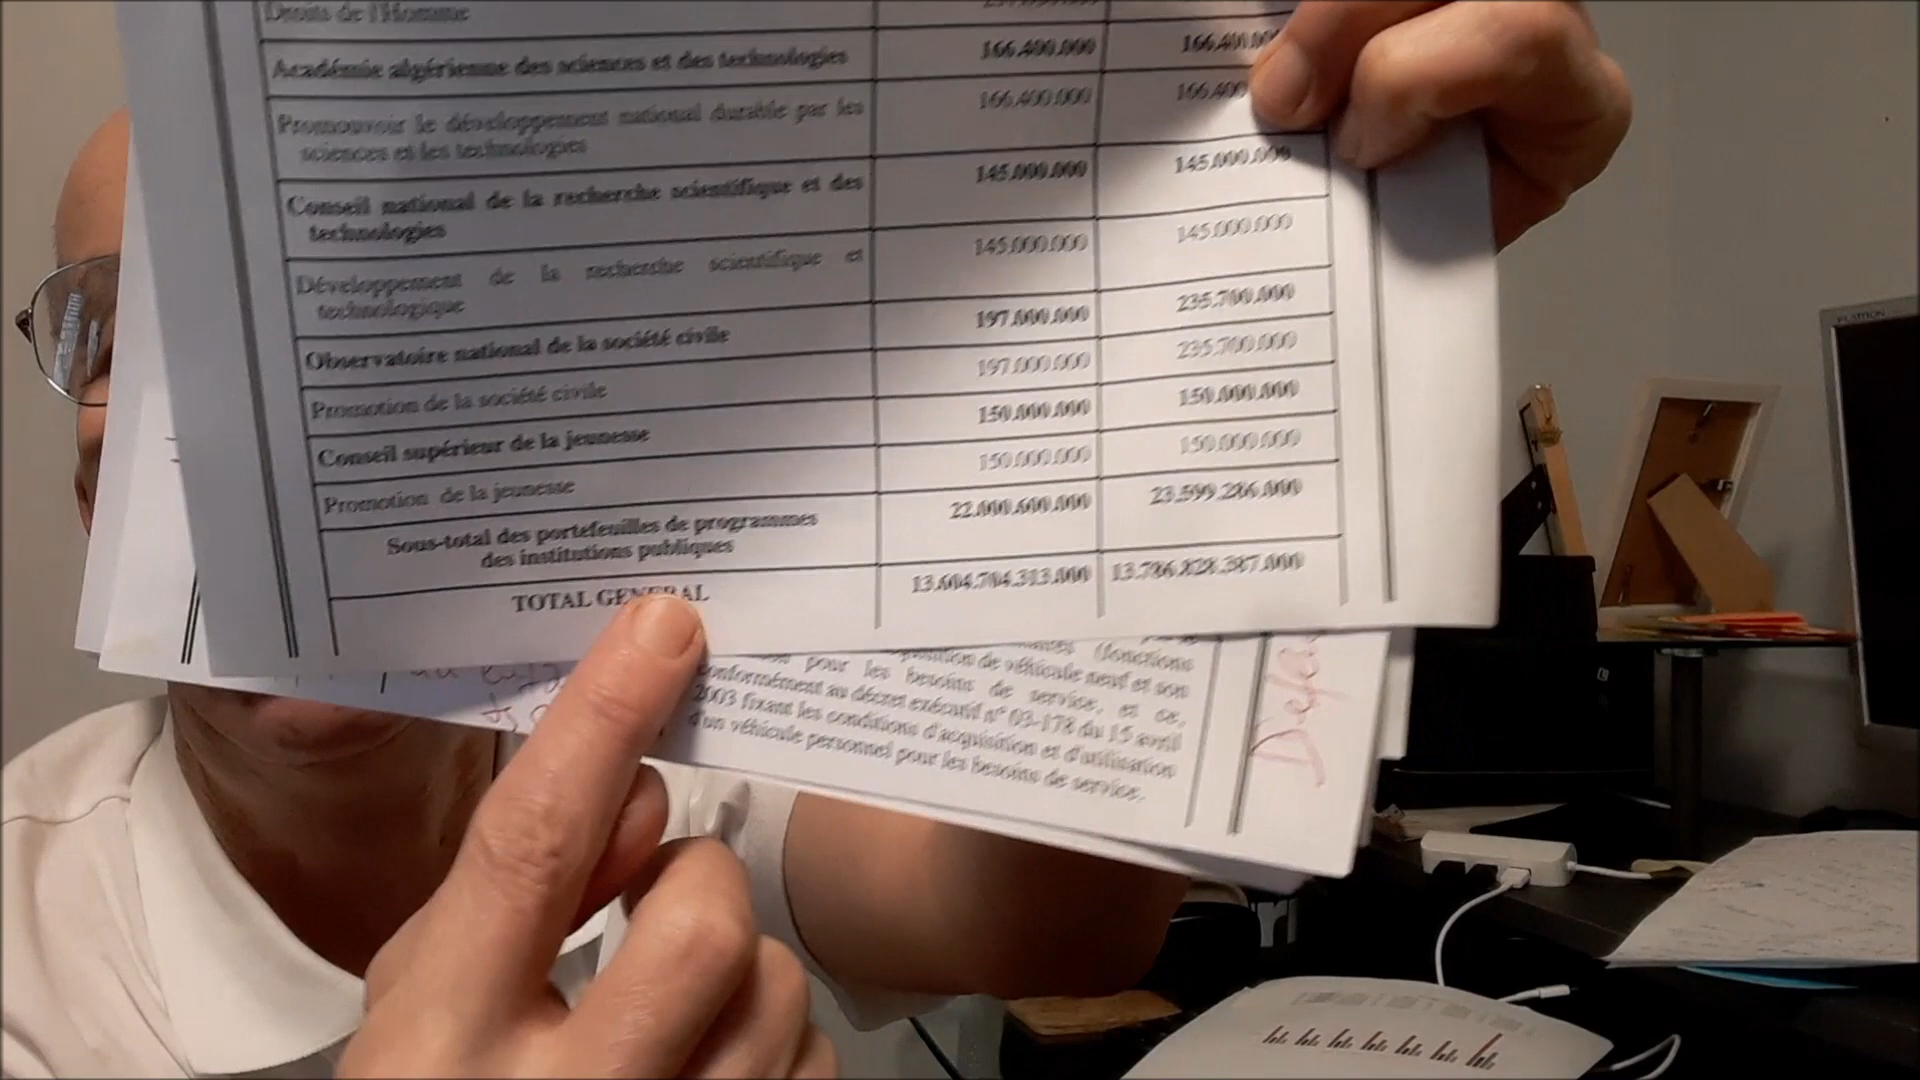 Droits de l'Homme
Académie algérienne des sciences et des technologies 166.400.000 166.400.000
Promouvoir le développement national durable par les 166.400.000 166.400
sciences et les technologies
Conseil national de la recherche scientifique et des 145.000.000 145.000.000
technologies
Développement de la recherche scientifique et 145.000.000 145.000.000
technologique
Observatoire national de la société civile 197.000.000 235.700.000
Promotion de la société civile 197.000.000 235.700.000
Conseil supérieur de la jeunesse 150.000.000 150.000.000
Promotion de la jeunesse 150.000.000 150.000.000
Sous-total des portefeuilles de programmes 22.000.600.000 23.599.286.000
des institutions publiques
TOTAL GENERAL 13.604.704.313.000 13.786.828.387.000
(fonctions
pour les besoins de service, et ce,
conformément au décret exécutif n° 03-178 du 15 avril
2003 fixant les conditions d'acquisition et d'utilisation
d'un véhicule personnel pour les besoins de service.
FLATRON